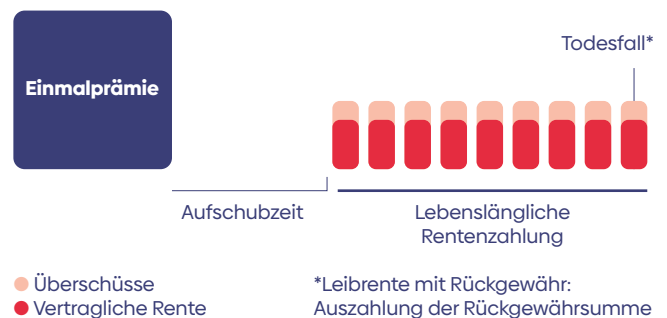 Todesfall*
Einmalprämie
Aufschubzeit
Lebenslängliche
Rentenzahlung
Überschüsse
Vertragliche Rente
*Leibrente mit Rückgewähr:
Auszahlung der Rückgewährsumme